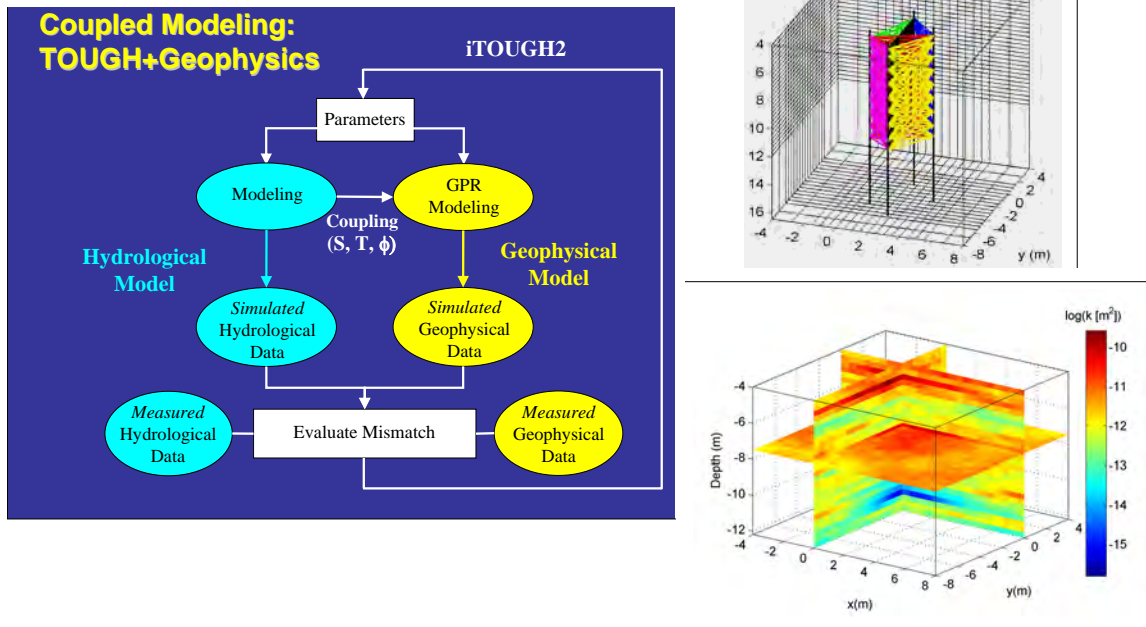 Coupled Modeling:
TOUGH+Geophysics
iTOUGH2
Parameters
Modeling
GPR
Modeling
Coupling
(S, T, ϕ)
Hydrological
Model
Geophysical
Model
Simulated
Hydrological
Data
Simulated
Geophysical
Data
Measured
Hydrological
Data
Evaluate Mismatch
Measured
Geophysical
Data
4
6
8
10
12
14
16
-4
-2
0
2
4
6
8
-8
-6
-4
-2
0
2
4
y (m)
log(k [m²])
-10
-11
-12
-13
-14
-15
Depth (m)
-4
-6
-8
-10
-12
-4
-2
0
2
4
6
8
x(m)
-8
-6
-4
-2
0
2
4
y(m)